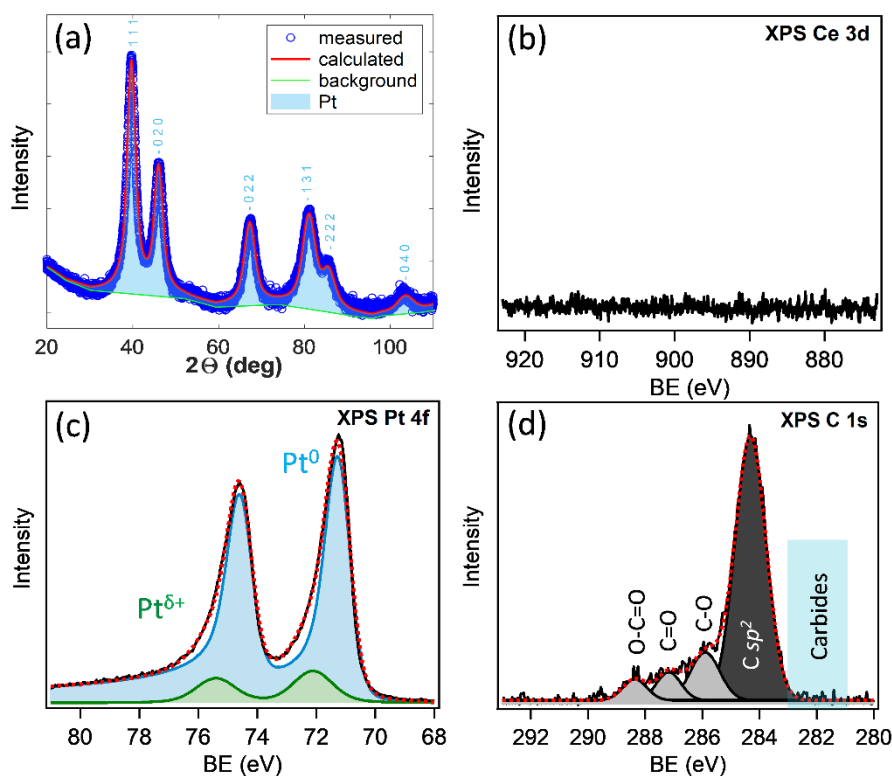 (a)
measured
calculated
background
Pt
-111
-020
-022
-131
-222
-040
Intensity
20 40 60 80 100
2Θ (deg)
(b)
XPS Ce 3d
Intensity
920 910 900 890 880
BE (eV)
(c)
XPS Pt 4f
Pt⁰
Ptᵟ⁺
Intensity
80 78 76 74 72 70 68
BE (eV)
(d)
XPS C 1s
Intensity
O-C=O
C=O
C-O
C sp²
Carbides
292 290 288 286 284 282 280
BE (eV)